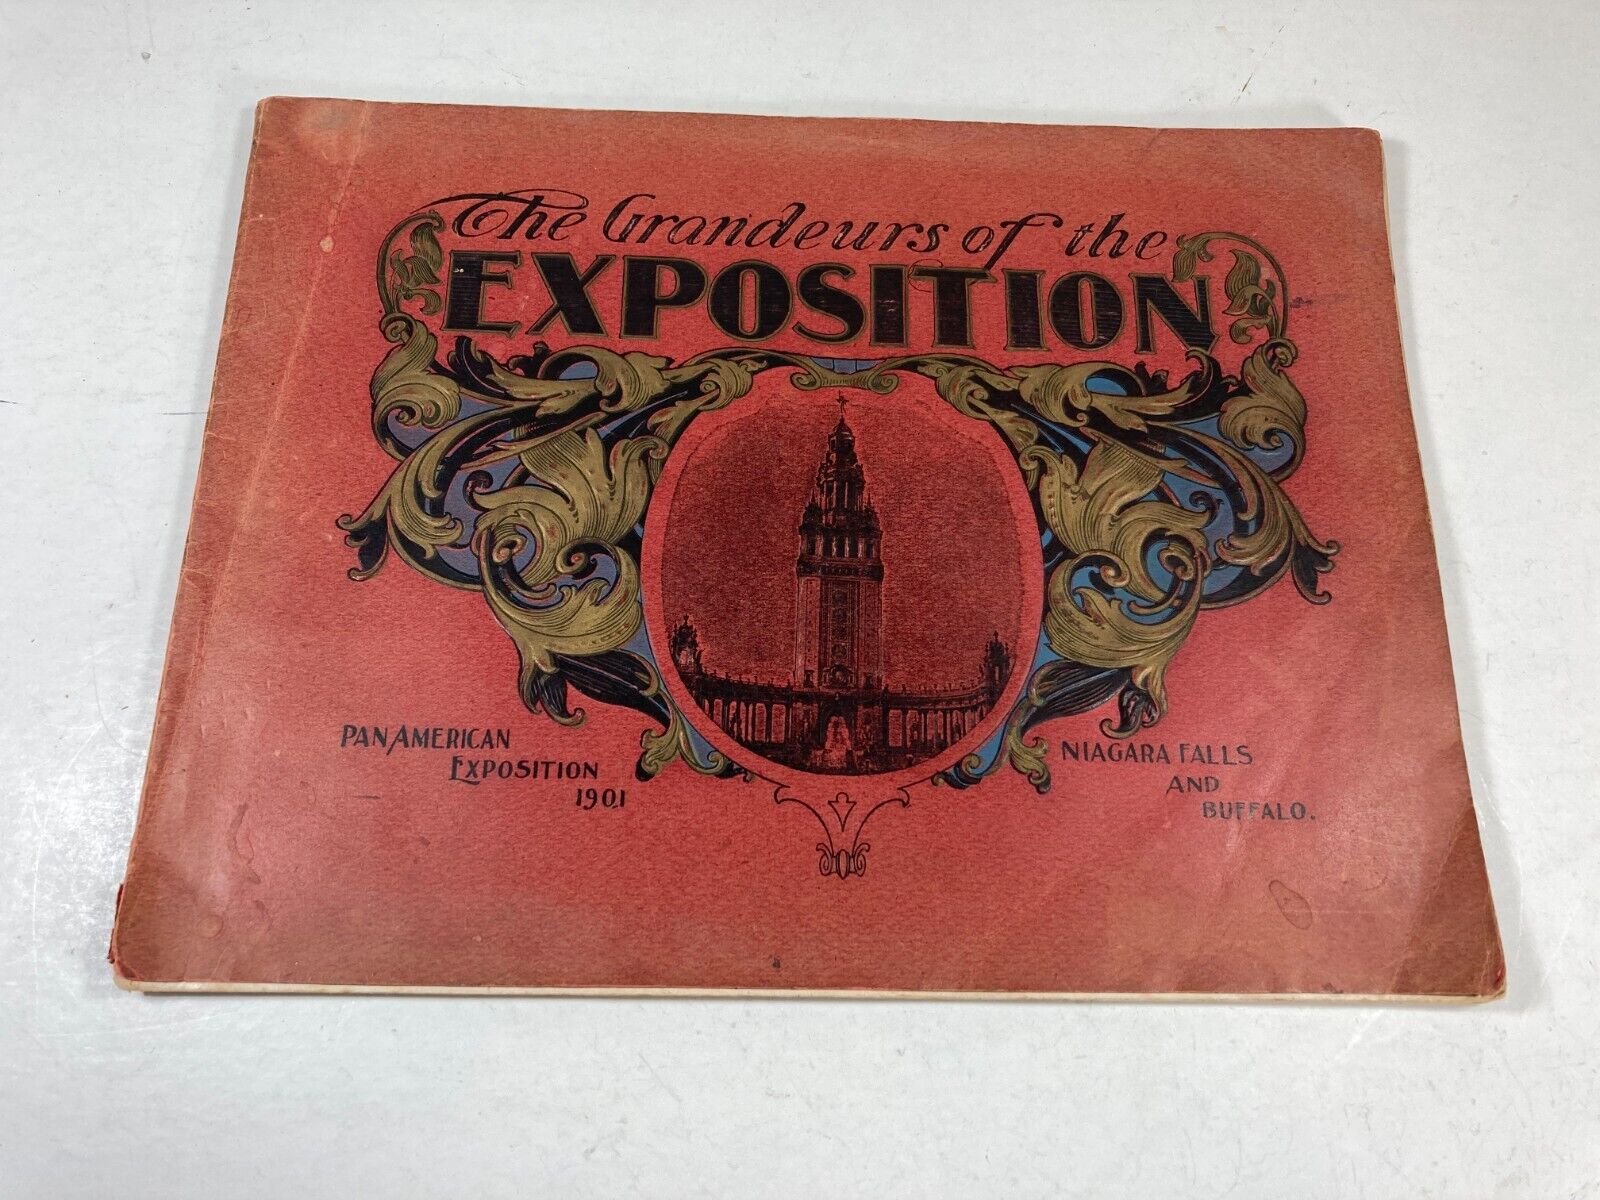 The Grandeurs of the
EXPOSITION
PAN AMERICAN
EXPOSITION
1901
NIAGARA FALLS
AND
BUFFALO.